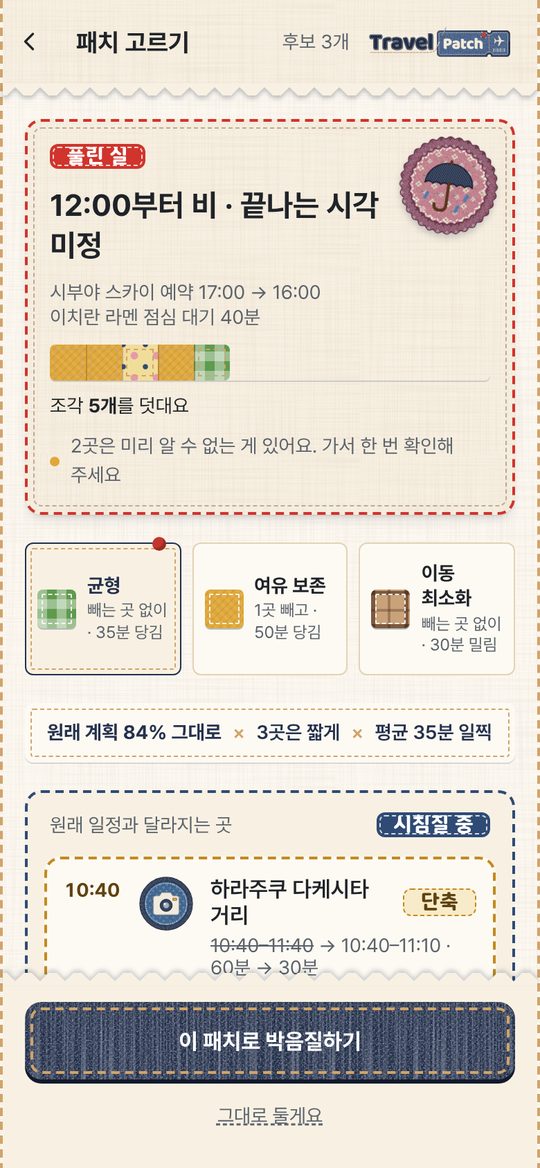 패치 고르기
후보 3개
Travel Patch
풀린 실
12:00부터 비 · 끝나는 시각
미정
시부야 스카이 예약 17:00 → 16:00
이치란 라멘 점심 대기 40분
조각 5개를 덧대요
2곳은 미리 알 수 없는 게 있어요. 가서 한 번 확인해
주세요
균형
빼는 곳 없이
· 35분 당김
여유 보존
1곳 빼고 ·
50분 당김
이동
최소화
빼는 곳 없이
· 30분 밀림
원래 계획 84% 그대로 × 3곳은 짧게 × 평균 35분 일찍
원래 일정과 달라지는 곳
시침질 중
10:40
하라주쿠 다케시타
거리
단축
10:40–11:40 → 10:40–11:10 ·
60분 → 30분
이 패치로 박음질하기
그대로 둘게요